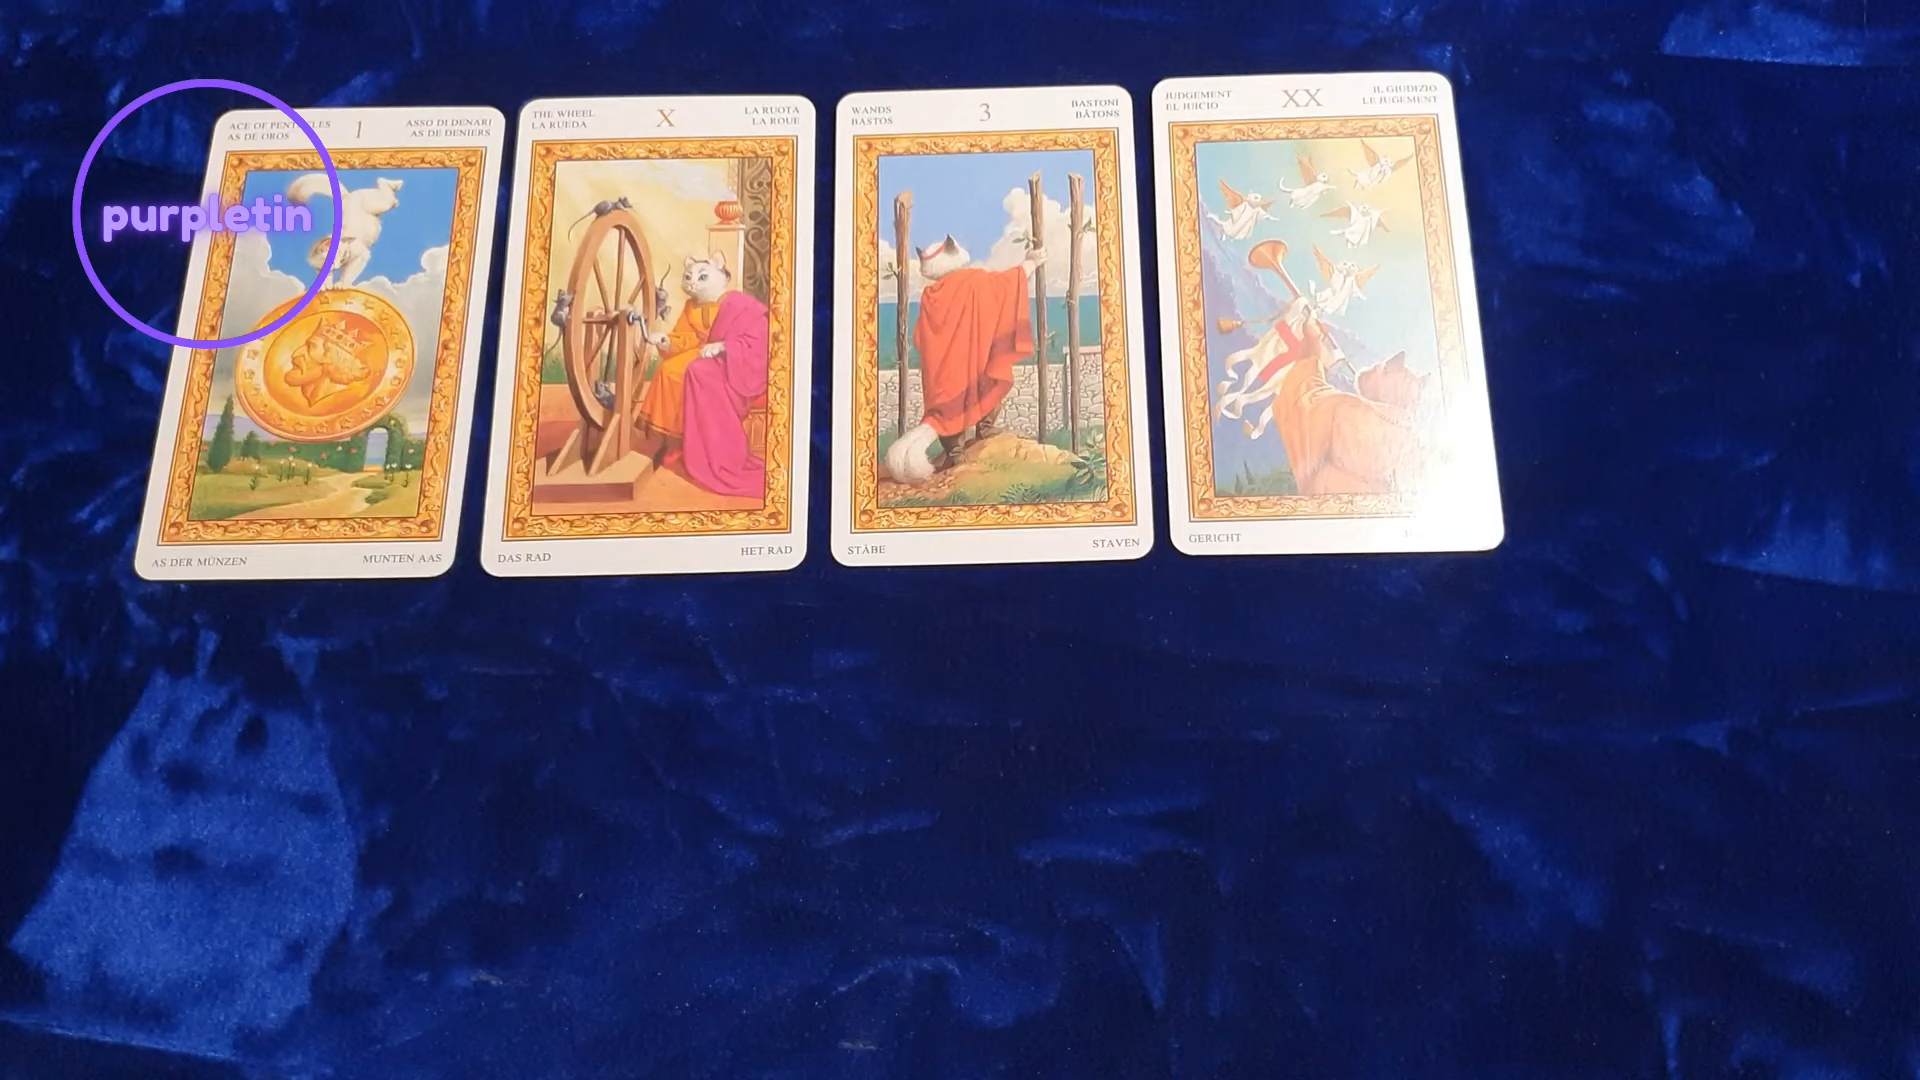 purpletin
ACE OF PENTACLES
AS DE OROS
I
ASSO DI DENARI
AS DE DENIERS
AS DER MÜNZEN
MUNTEN AAS
THE WHEEL
LA RUEDA
X
LA RUOTA
LA ROUE
DAS RAD
HET RAD
WANDS
BASTOS
3
BASTONI
BÂTONS
STÄBE
STAVEN
JUDGEMENT
EL JUICIO
XX
IL GIUDIZIO
LE JUGEMENT
GERICHT